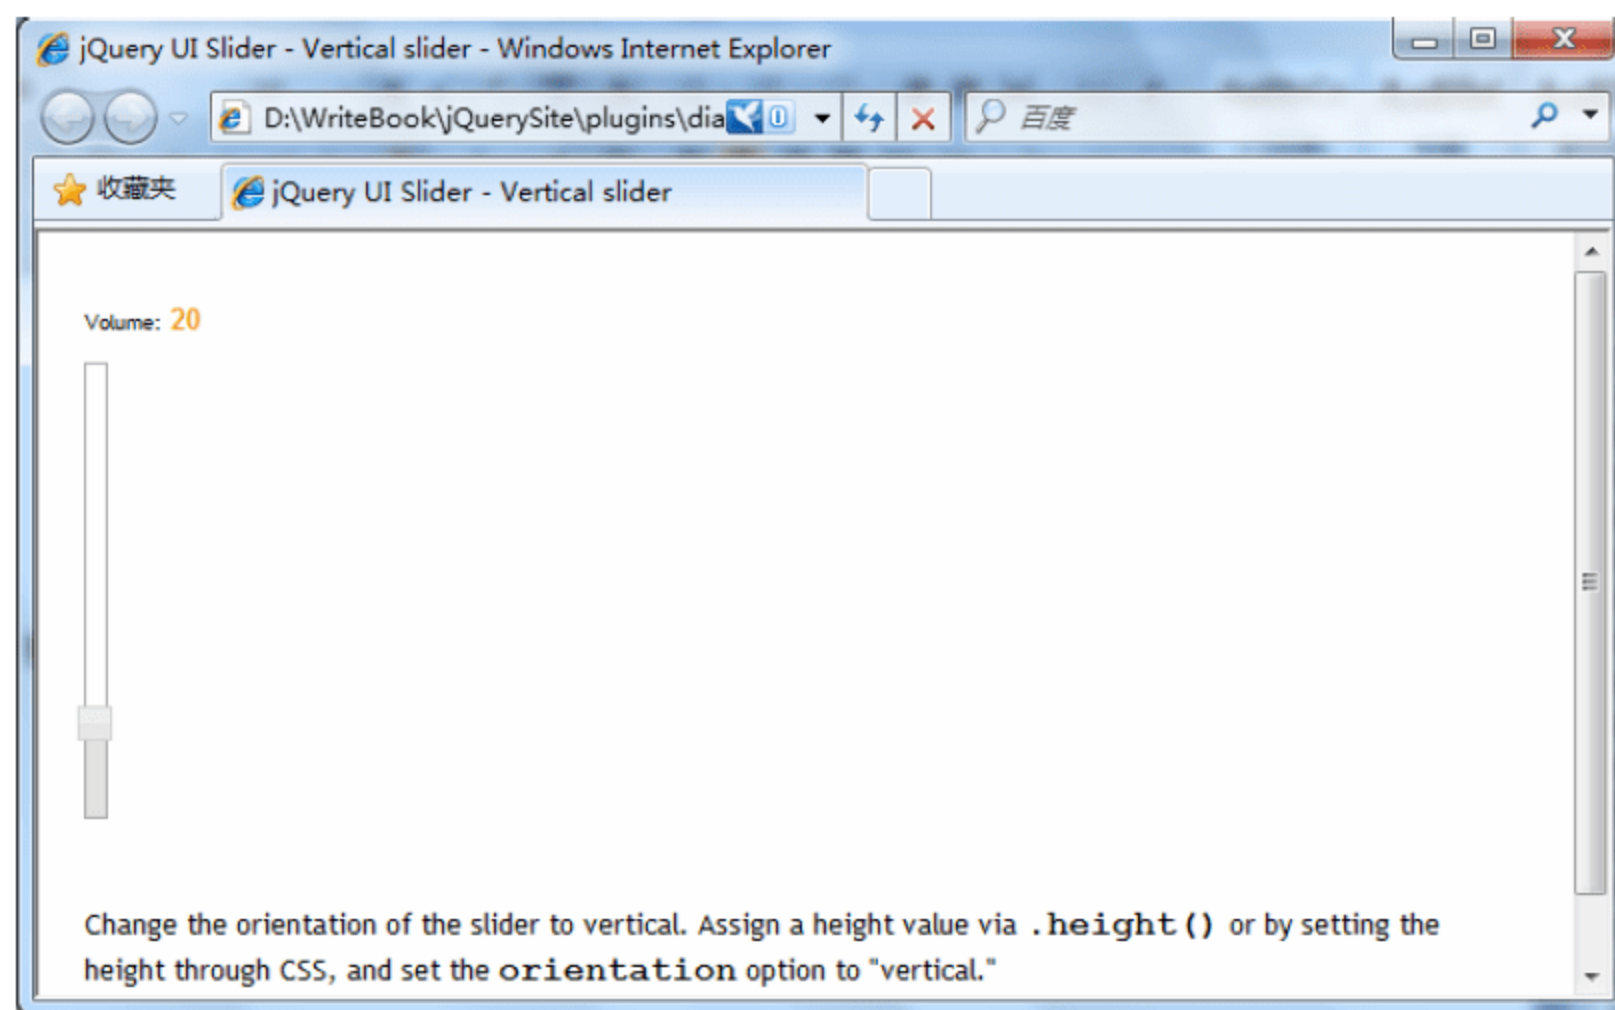 jQuery UI Slider - Vertical slider - Windows Internet Explorer
D:\WriteBook\jQuerySite\plugins\dia 0 百度
收藏夹 jQuery UI Slider - Vertical slider
Volume: 20
Change the orientation of the slider to vertical. Assign a height value via .height() or by setting the
height through CSS, and set the orientation option to "vertical."